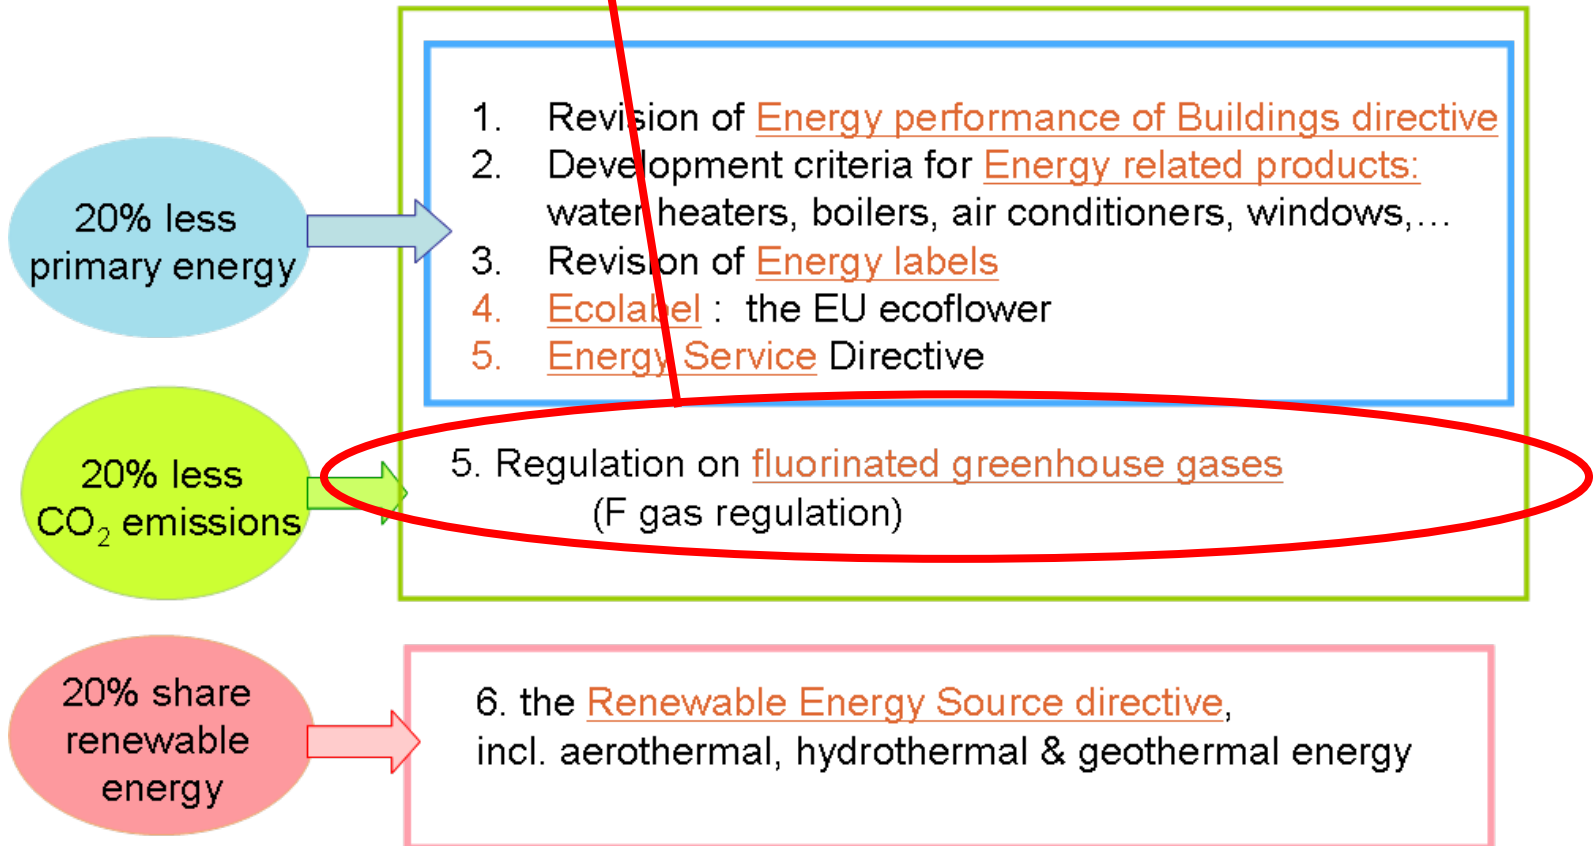 20% less
primary energy
1. Revision of Energy performance of Buildings directive
2. Development criteria for Energy related products:
water heaters, boilers, air conditioners, windows,...
3. Revision of Energy labels
4. Ecolabel : the EU ecoflower
5. Energy Service Directive
20% less
CO₂ emissions
5. Regulation on fluorinated greenhouse gases
(F gas regulation)
20% share
renewable
energy
6. the Renewable Energy Source directive,
incl. aerothermal, hydrothermal & geothermal energy